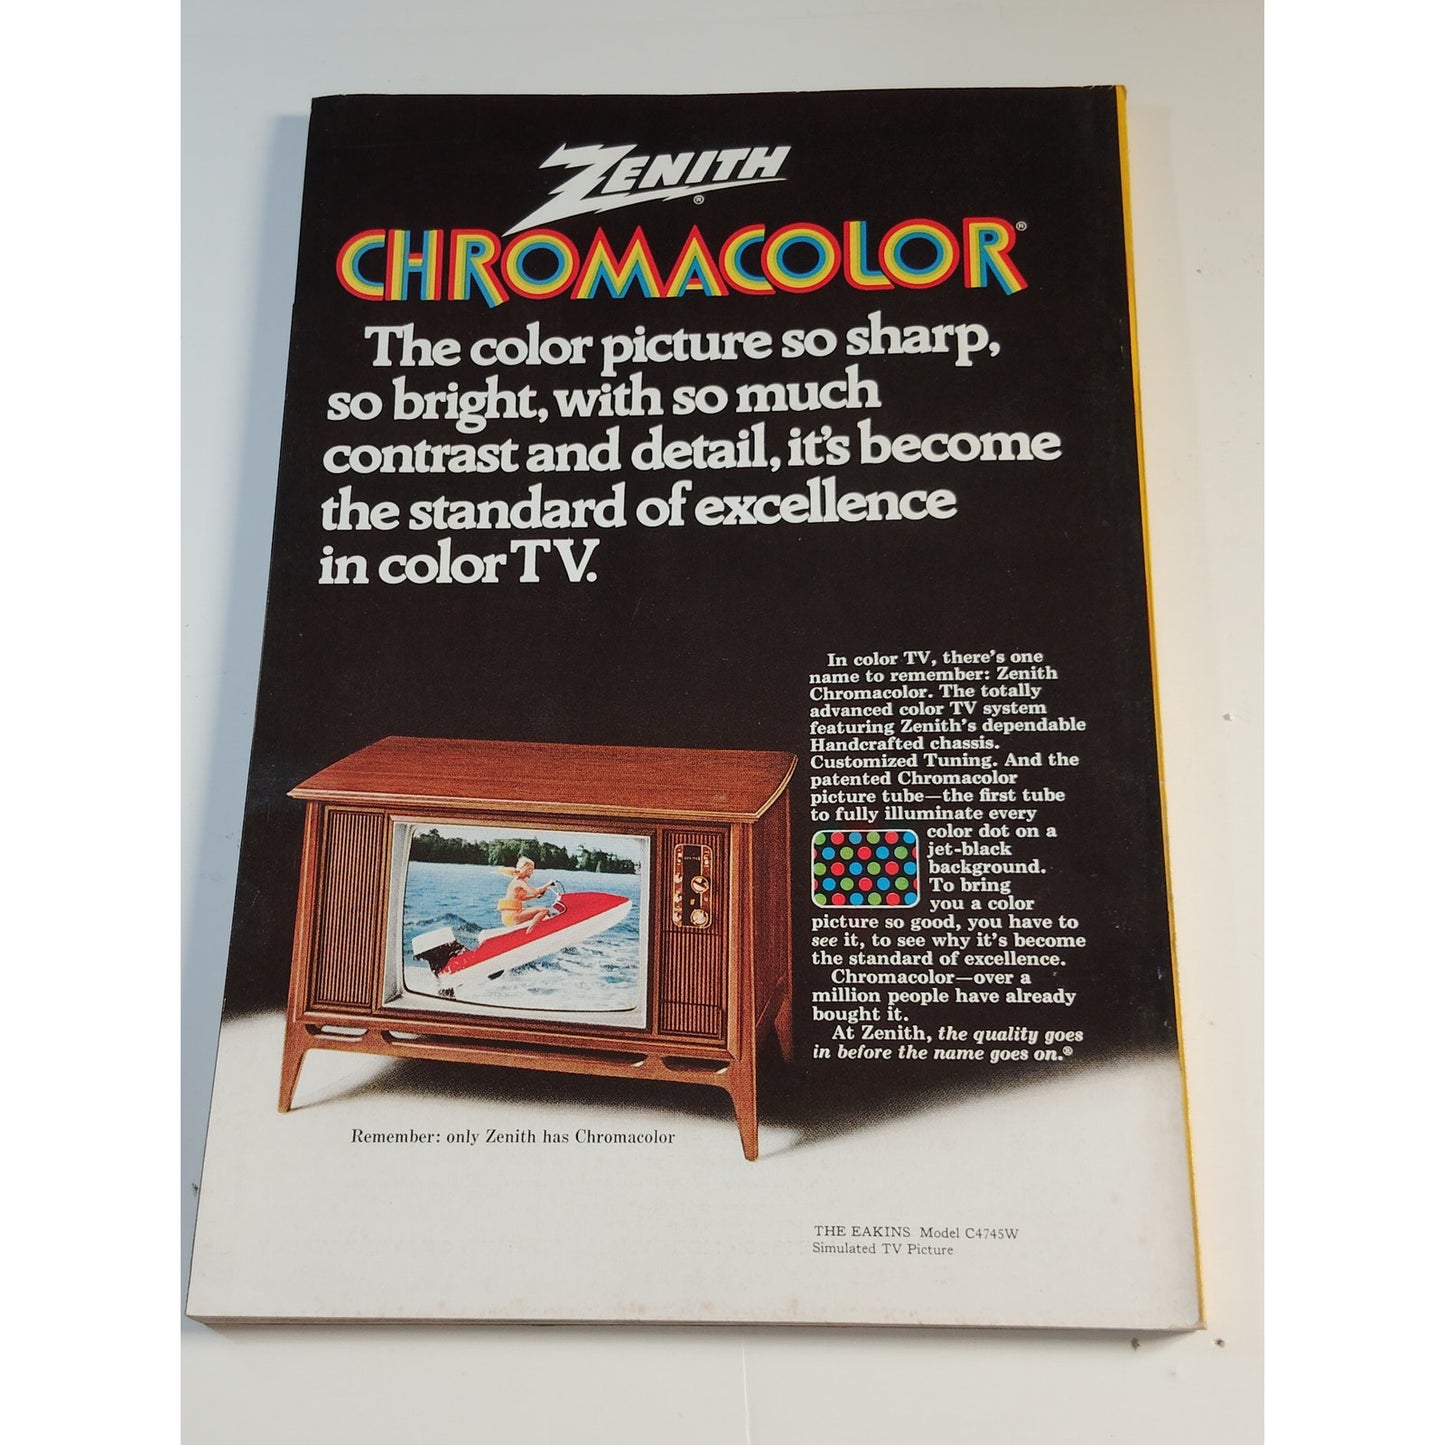 ZENITH®
CHROMACOLOR®
The color picture so sharp,
so bright, with so much
contrast and detail, it's become
the standard of excellence
in color TV.
In color TV, there's one
name to remember: Zenith
Chromacolor. The totally
advanced color TV system
featuring Zenith's dependable
Handcrafted chassis.
Customized Tuning. And the
patented Chromacolor
picture tube—the first tube
to fully illuminate every
color dot on a
jet-black
background.
To bring
you a color
picture so good, you have to
see it, to see why it's become
the standard of excellence.
Chromacolor—over a
million people have already
bought it.
At Zenith, the quality goes
in before the name goes on.®
Remember: only Zenith has Chromacolor
THE EAKINS Model C4745W
Simulated TV Picture